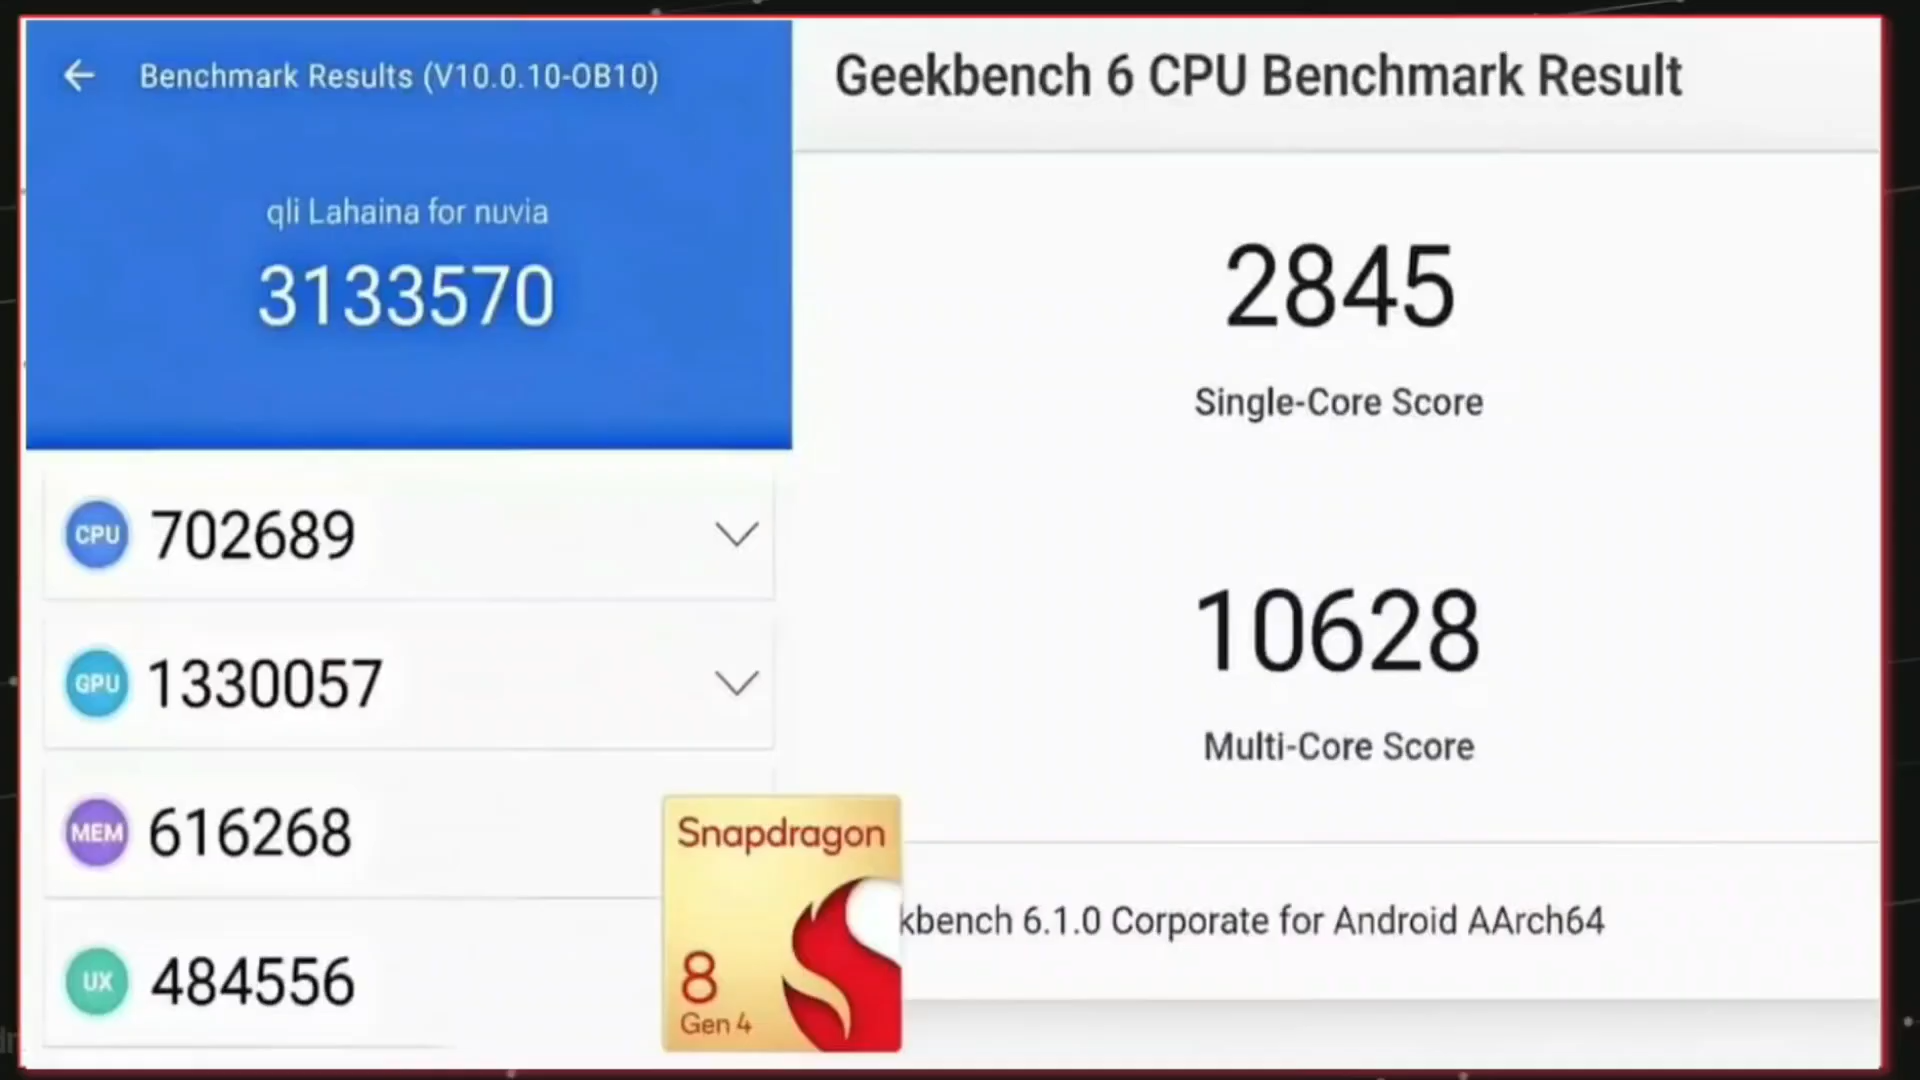 Benchmark Results (V10.0.10-OB10)
qli Lahaina for nuvia
3133570
CPU 702689
GPU 1330057
MEM 616268
UX 484556
Geekbench 6 CPU Benchmark Result
2845
Single-Core Score
10628
Multi-Core Score
kbench 6.1.0 Corporate for Android AArch64
Snapdragon
8
Gen 4